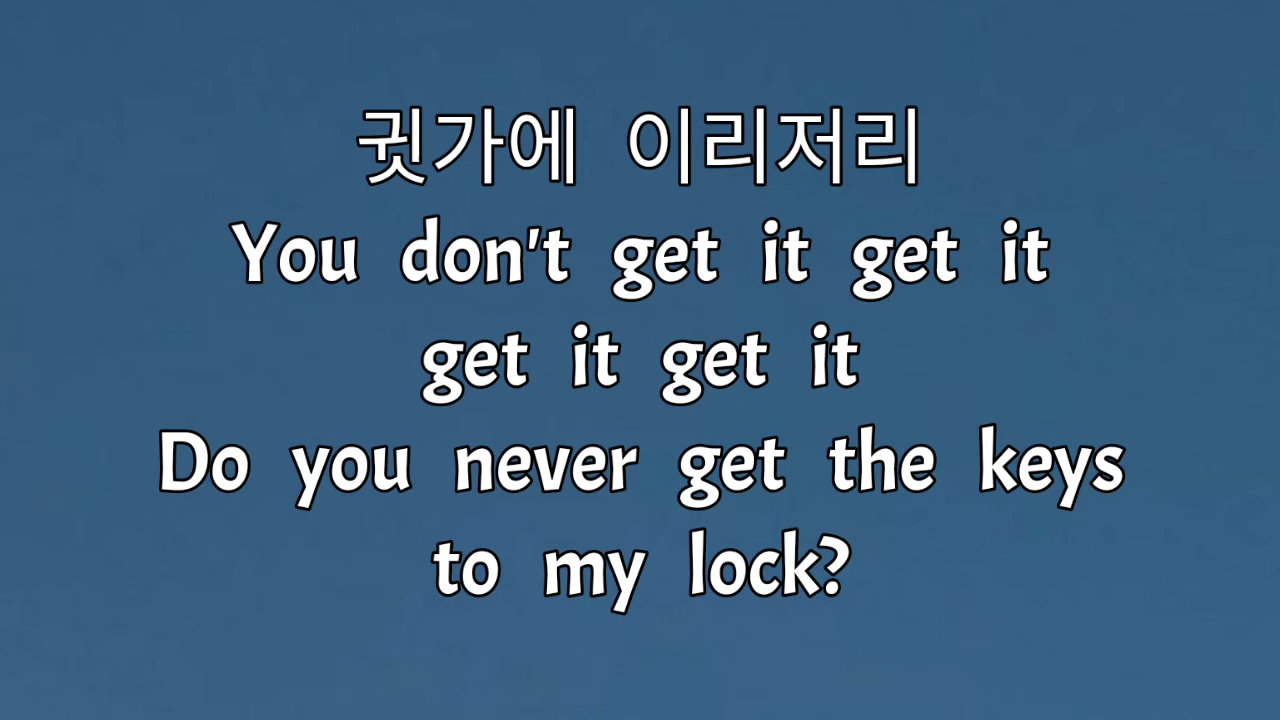 귓가에 이리저리
You don't get it get it
get it get it
Do you never get the keys
to my lock?